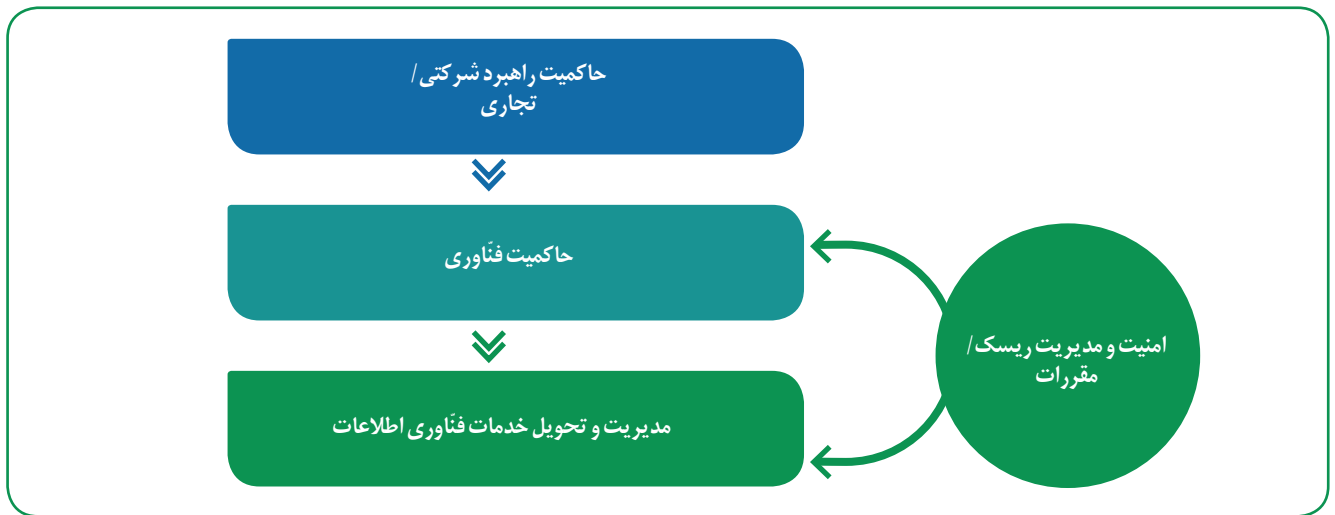 حاکمیت راهبرد شرکتی/
تجاری
حاکمیت فنّاوری
امنیت و مدیریت ریسک/
مقررات
مدیریت و تحویل خدمات فنّاوری اطلاعات